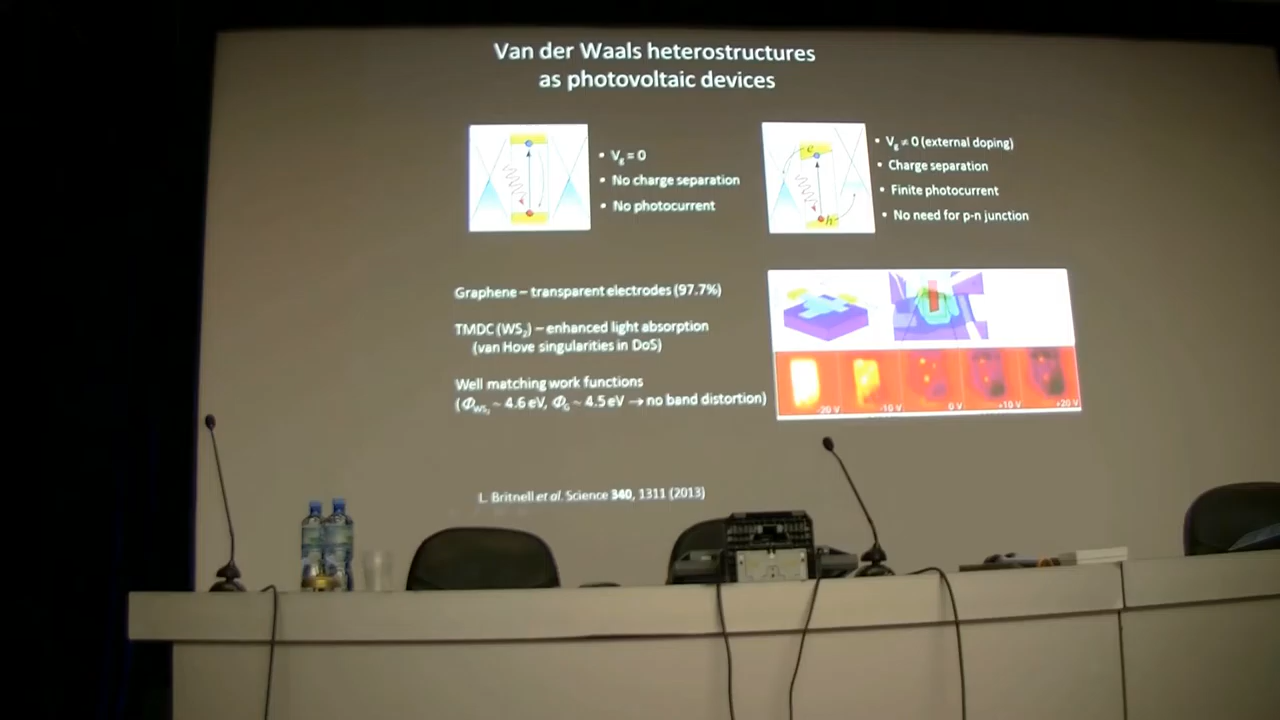 Van der Waals heterostructures
as photovoltaic devices
• Vg = 0
• No charge separation
• No photocurrent
e
h
• Vg ≠ 0 (external doping)
• Charge separation
• Finite photocurrent
• No need for p-n junction
Graphene – transparent electrodes (97.7%)
TMDC (WS₂) – enhanced light absorption
(van Hove singularities in DoS)
Well matching work functions
(Φ_WS₂ ~ 4.6 eV, Φ_G ~ 4.5 eV → no band distortion)
-20 V -10 V 0 V +10 V +20 V
L. Britnell et al. Science 340, 1311 (2013)